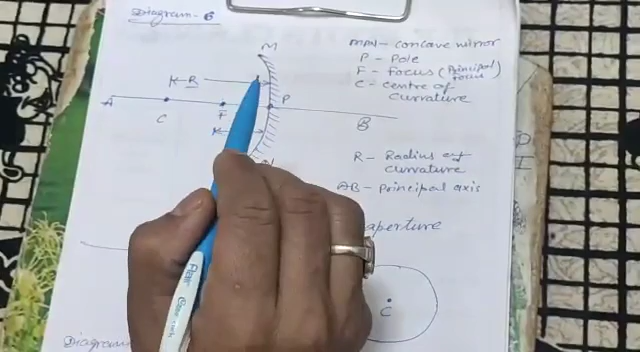 Diagram-6
M
MPN - concave mirror
P - Pole
F - focus (Principal focus)
C - centre of curvature
R
A
C
F
P
B
R - Radius of curvature
AB - Principal axis
aperture
C
Diagram